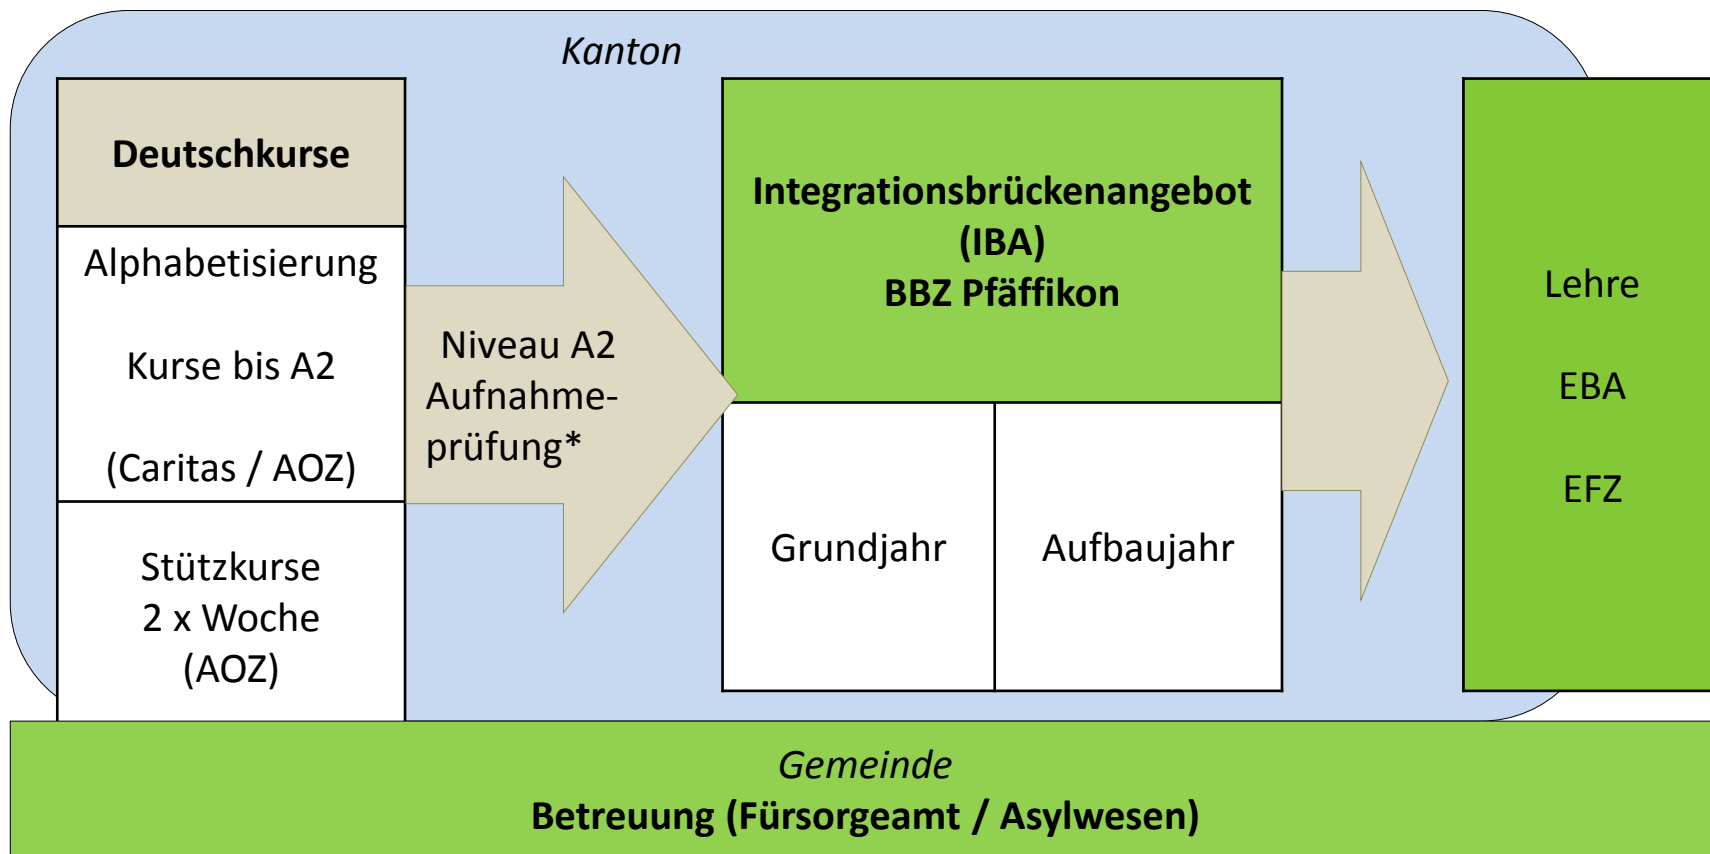 Kanton
Deutschkurse
Alphabetisierung
Kurse bis A2
(Caritas / AOZ)
Stützkurse
2 x Woche
(AOZ)
Niveau A2
Aufnahme-
prüfung*
Integrationsbrückenangebot
(IBA)
BBZ Pfäffikon
Grundjahr
Aufbaujahr
Lehre
EBA
EFZ
Gemeinde
Betreuung (Fürsorgeamt / Asylwesen)